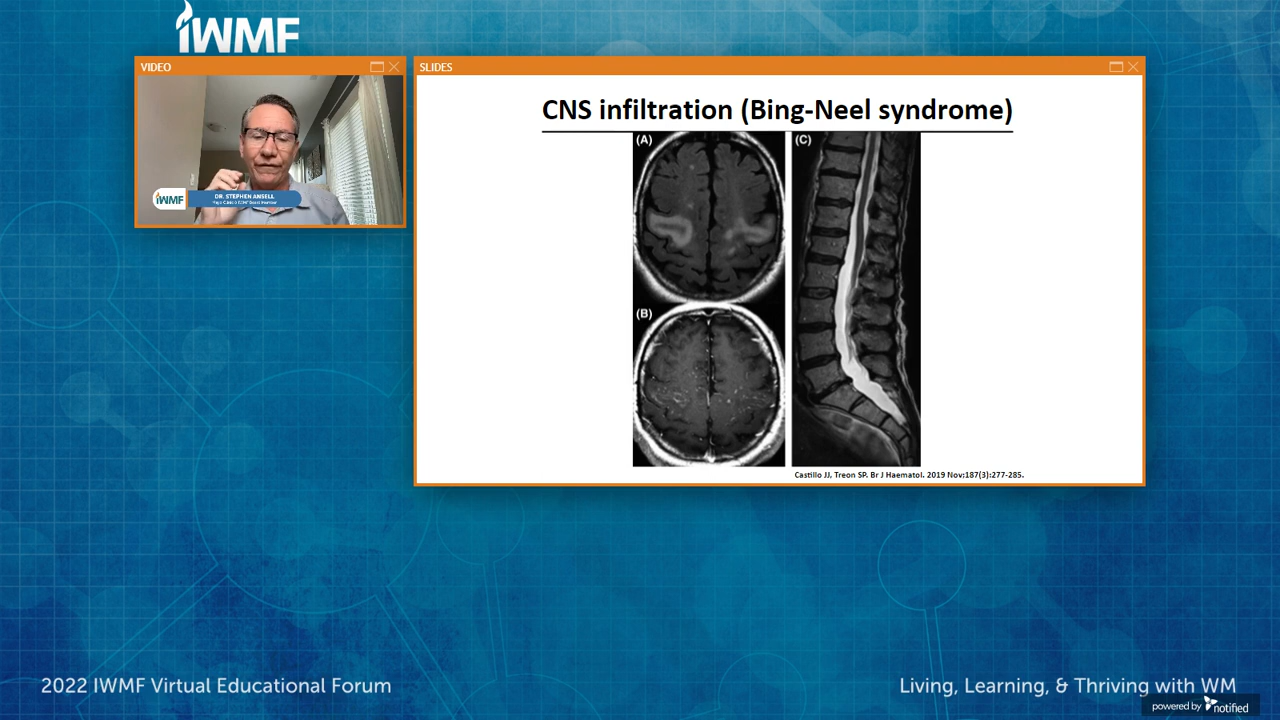 IWMF
VIDEO
SLIDES
CNS infiltration (Bing-Neel syndrome)
(A)
(C)
(B)
IWMF
DR. STEPHEN ANSELL
Castillo JJ, Treon SP. Br J Haematol. 2019 Nov;187(3):277-285.
2022 IWMF Virtual Educational Forum
Living, Learning, & Thriving with WM
powered by notified